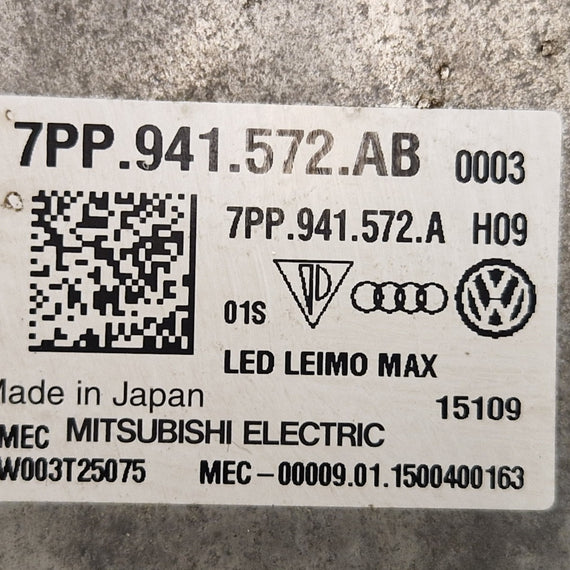 7PP.941.572.AB 0003
7PP.941.572.A H09
01S
LED LEIMO MAX
Made in Japan 15109
MEC MITSUBISHI ELECTRIC
W003T25075 MEC-00009.01.1500400163